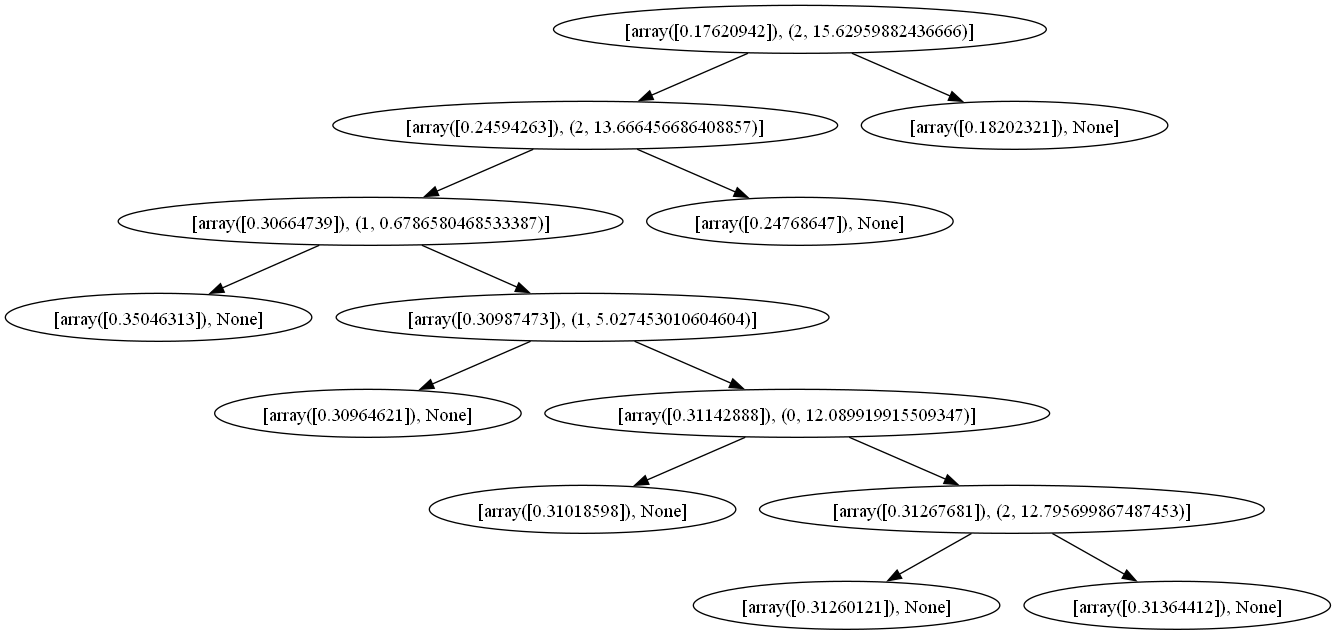 [array([0.17620942]), (2, 15.62959882436666)]
[array([0.24594263]), (2, 13.666456686408857)]
[array([0.18202321]), None]
[array([0.30664739]), (1, 0.6786580468533387)]
[array([0.24768647]), None]
[array([0.35046313]), None]
[array([0.30987473]), (1, 5.027453010604604)]
[array([0.30964621]), None]
[array([0.31142888]), (0, 12.089919915509347)]
[array([0.31018598]), None]
[array([0.31267681]), (2, 12.795699867487453)]
[array([0.31260121]), None]
[array([0.31364412]), None]